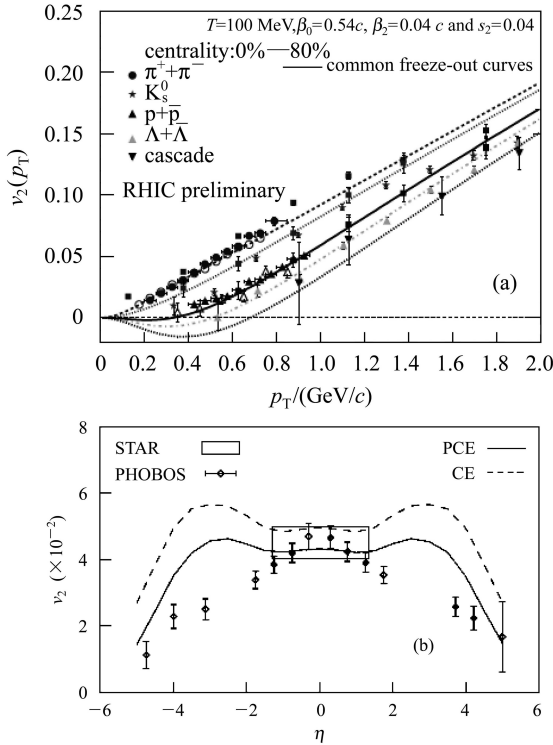 T=100 MeV,β₀=0.54c, β₂=0.04 c and s₂=0.04
(a)
centrality:0%—80%
π⁺+π⁻
common freeze-out curves
K⁰ₛ
p+p̅
Λ+Λ̅
cascade
RHIC preliminary
0.25
0.20
0.15
0.10
0.05
0
v₂(p_T)
(a)
0 0.2 0.4 0.6 0.8 1.0 1.2 1.4 1.6 1.8 2.0
p_T/(GeV/c)
8
6
4
2
0
v₂ (×10⁻²)
STAR
PHOBOS
PCE
CE
(b)
−6 −4 −2 0 2 4 6
η